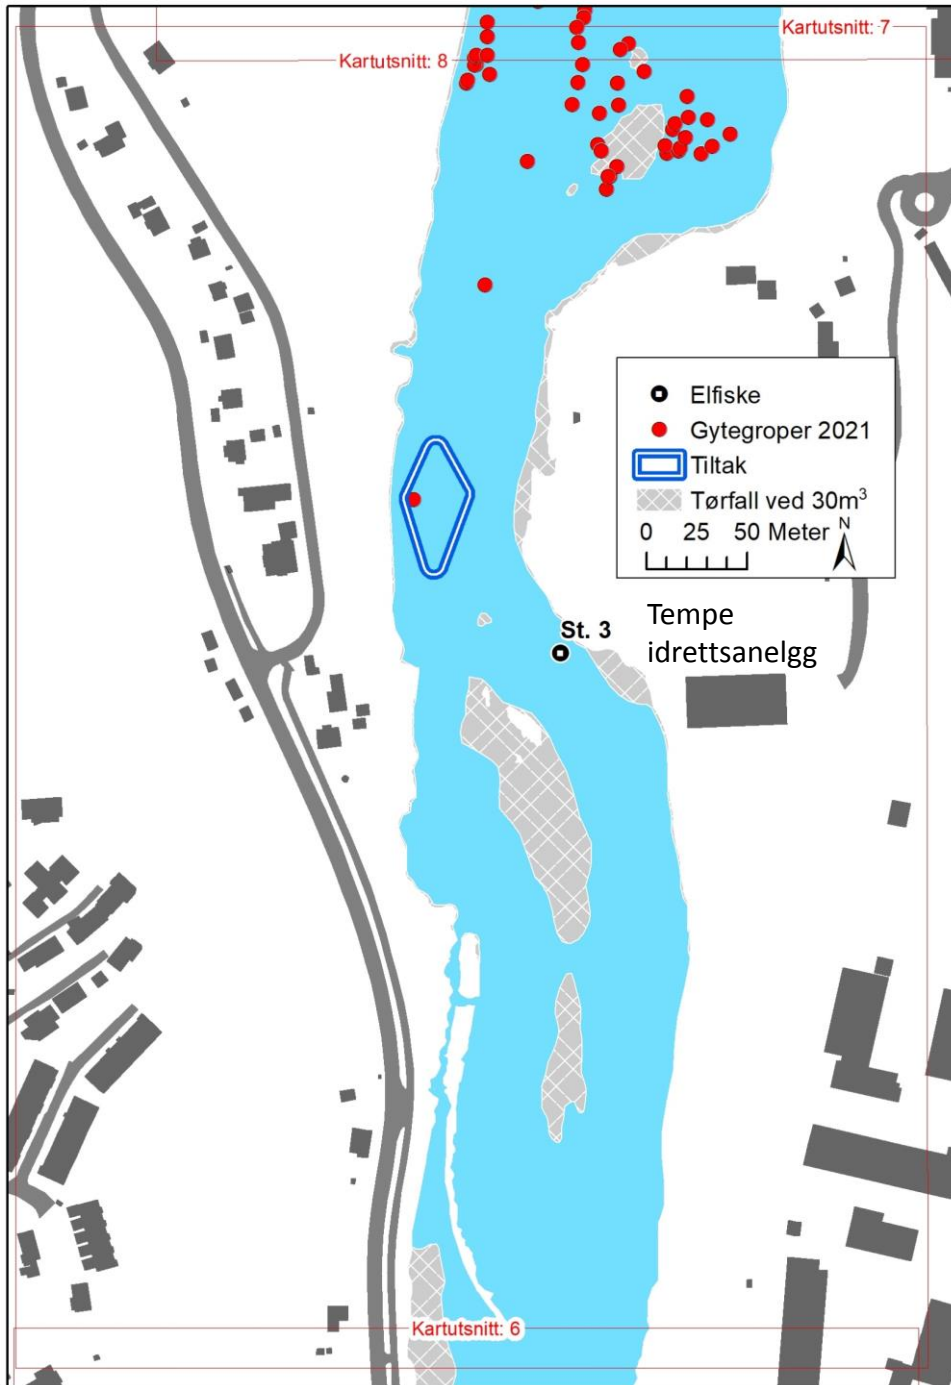 Kartutsnitt: 7
Kartutsnitt: 8
Elfiske
Gytegroper 2021
Tiltak
Tørfall ved 30m³
0 25 50 Meter N
Tempe
idrettsanelgg
St. 3
Kartutsnitt: 6